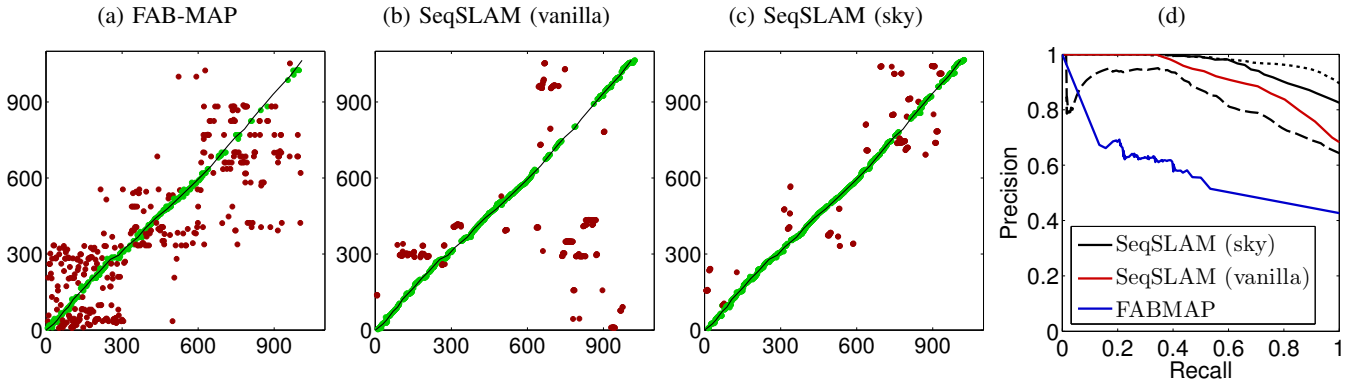 (a) FAB-MAP
(b) SeqSLAM (vanilla)
(c) SeqSLAM (sky)
(d)
900
600
300
0
0 300 600 900
900
600
300
0
0 300 600 900
900
600
300
0
0 300 600 900
Precision
1
0.8
0.6
0.4
0.2
0
SeqSLAM (sky)
SeqSLAM (vanilla)
FABMAP
0 0.2 0.4 0.6 0.8 1
Recall